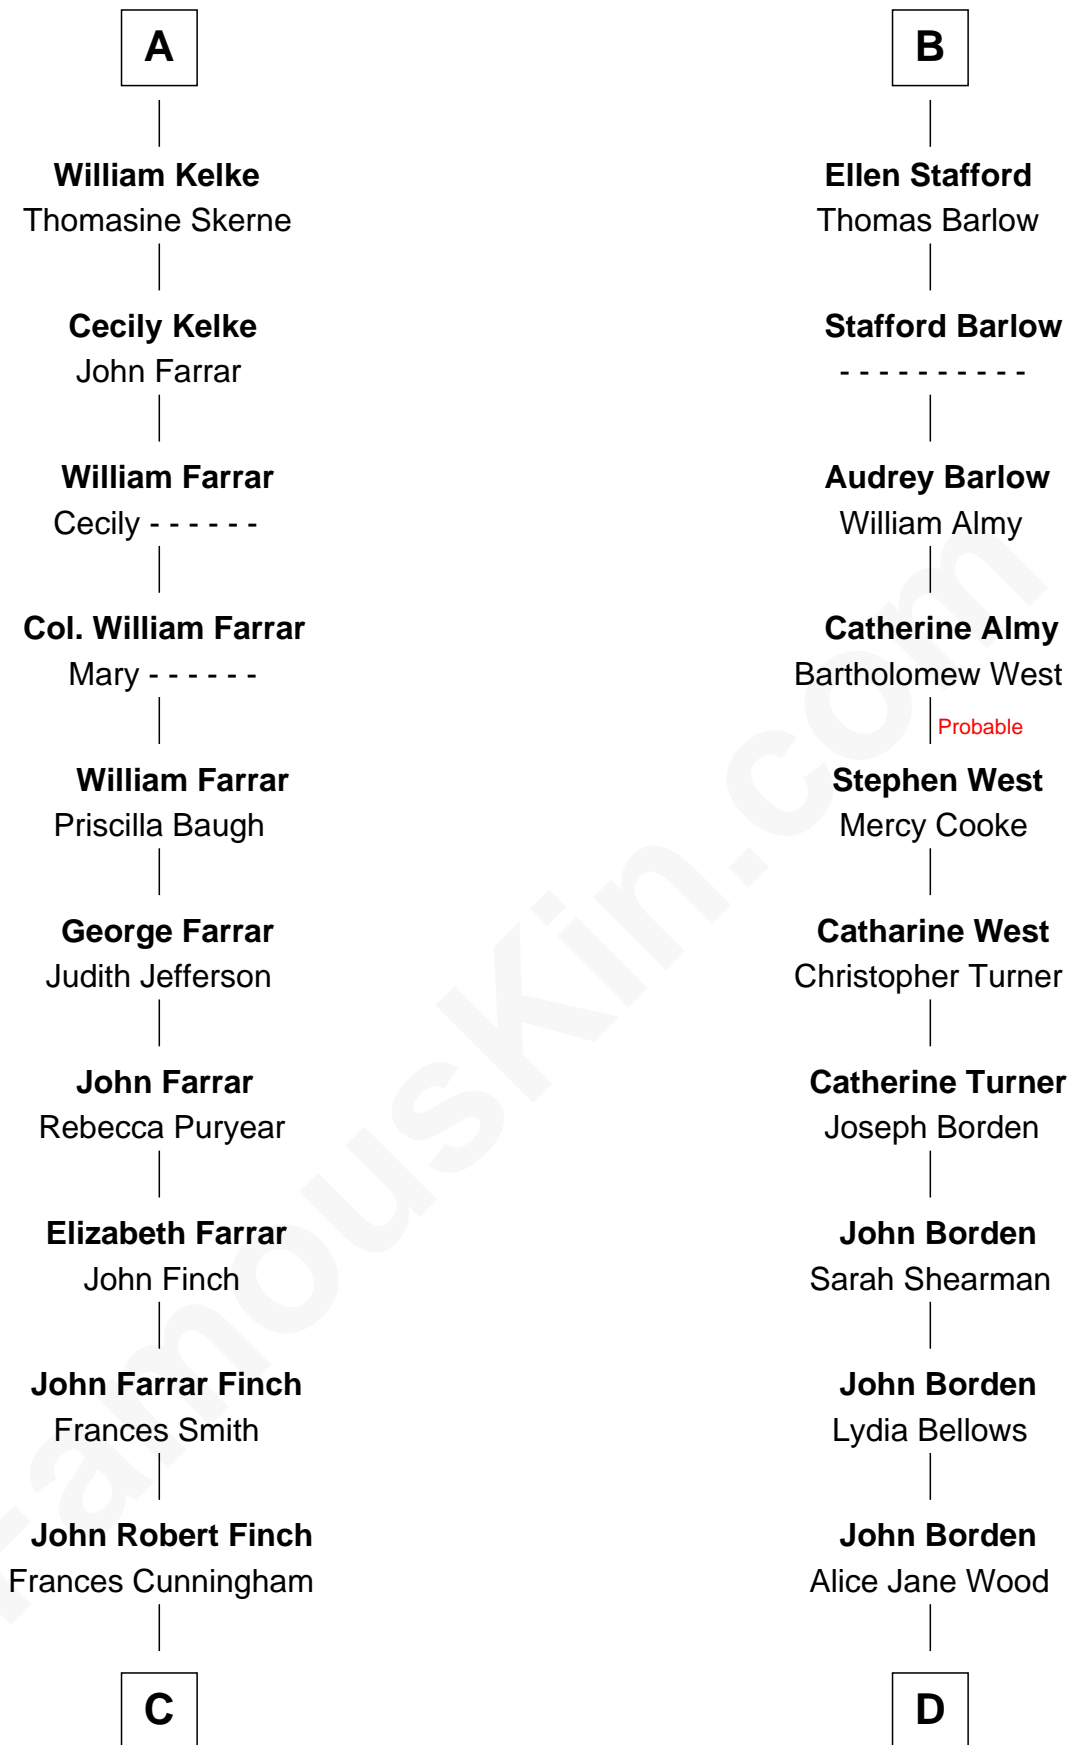 A
William Kelke
Thomasine Skerne
Cecily Kelke
John Farrar
William Farrar
Cecily - - - - - -
Col. William Farrar
Mary - - - - - -
William Farrar
Priscilla Baugh
George Farrar
Judith Jefferson
John Farrar
Rebecca Puryear
Elizabeth Farrar
John Finch
John Farrar Finch
Frances Smith
John Robert Finch
Frances Cunningham
C
B
Ellen Stafford
Thomas Barlow
Stafford Barlow
- - - - - - - - - -
Audrey Barlow
William Almy
Catherine Almy
Bartholomew West
Probable
Stephen West
Mercy Cooke
Catharine West
Christopher Turner
Catherine Turner
Joseph Borden
John Borden
Sarah Shearman
John Borden
Lydia Bellows
John Borden
Alice Jane Wood
D
FamousKin.com